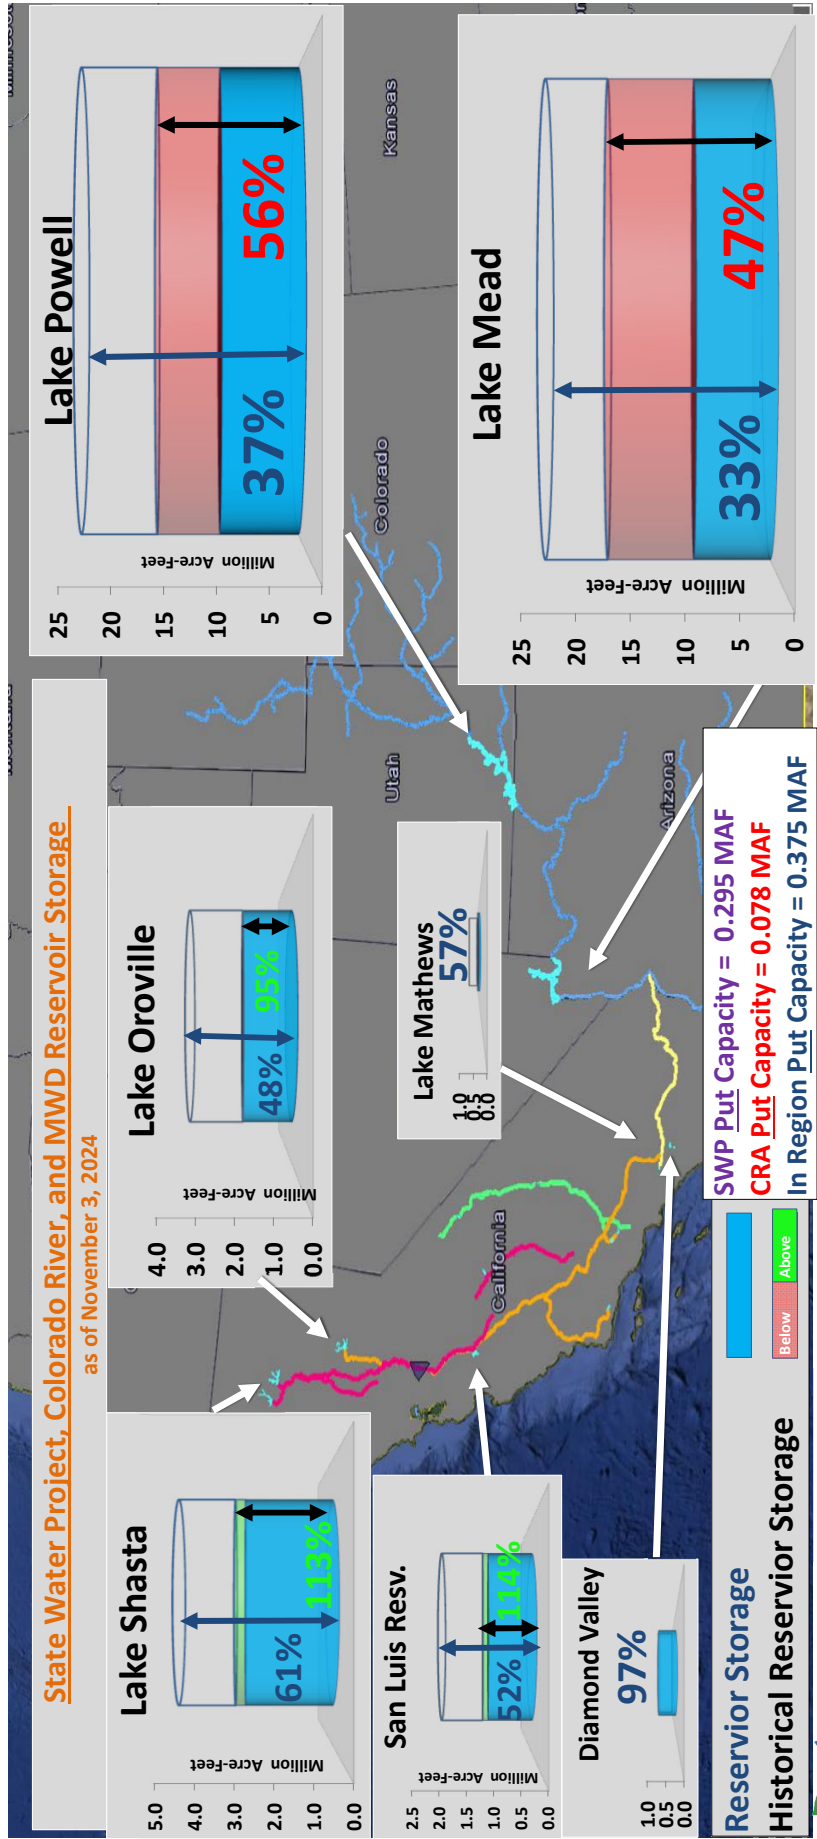 State Water Project, Colorado River, and MWD Reservoir Storage
as of November 3, 2024
Lake Shasta
Million Acre-Feet
5.0
4.0
3.0
2.0
1.0
0.0
61%
113%
San Luis Resv.
Million Acre-Feet
2.5
2.0
1.5
1.0
0.5
0.0
52%
114%
Diamond Valley
1.0
0.5
0.0
97%
Lake Oroville
Million Acre-Feet
4.0
3.0
2.0
1.0
0.0
48%
95%
Lake Mathews
1.0
0.5
0.0
57%
Lake Powell
Million Acre-Feet
25
20
15
10
5
0
37%
56%
Lake Mead
Million Acre-Feet
25
20
15
10
5
0
33%
47%
California
Utah
Arizona
Colorado
Kansas
Reservior Storage
Historical Reservior Storage
Below
Above
SWP Put Capacity = 0.295 MAF
CRA Put Capacity = 0.078 MAF
In Region Put Capacity = 0.375 MAF